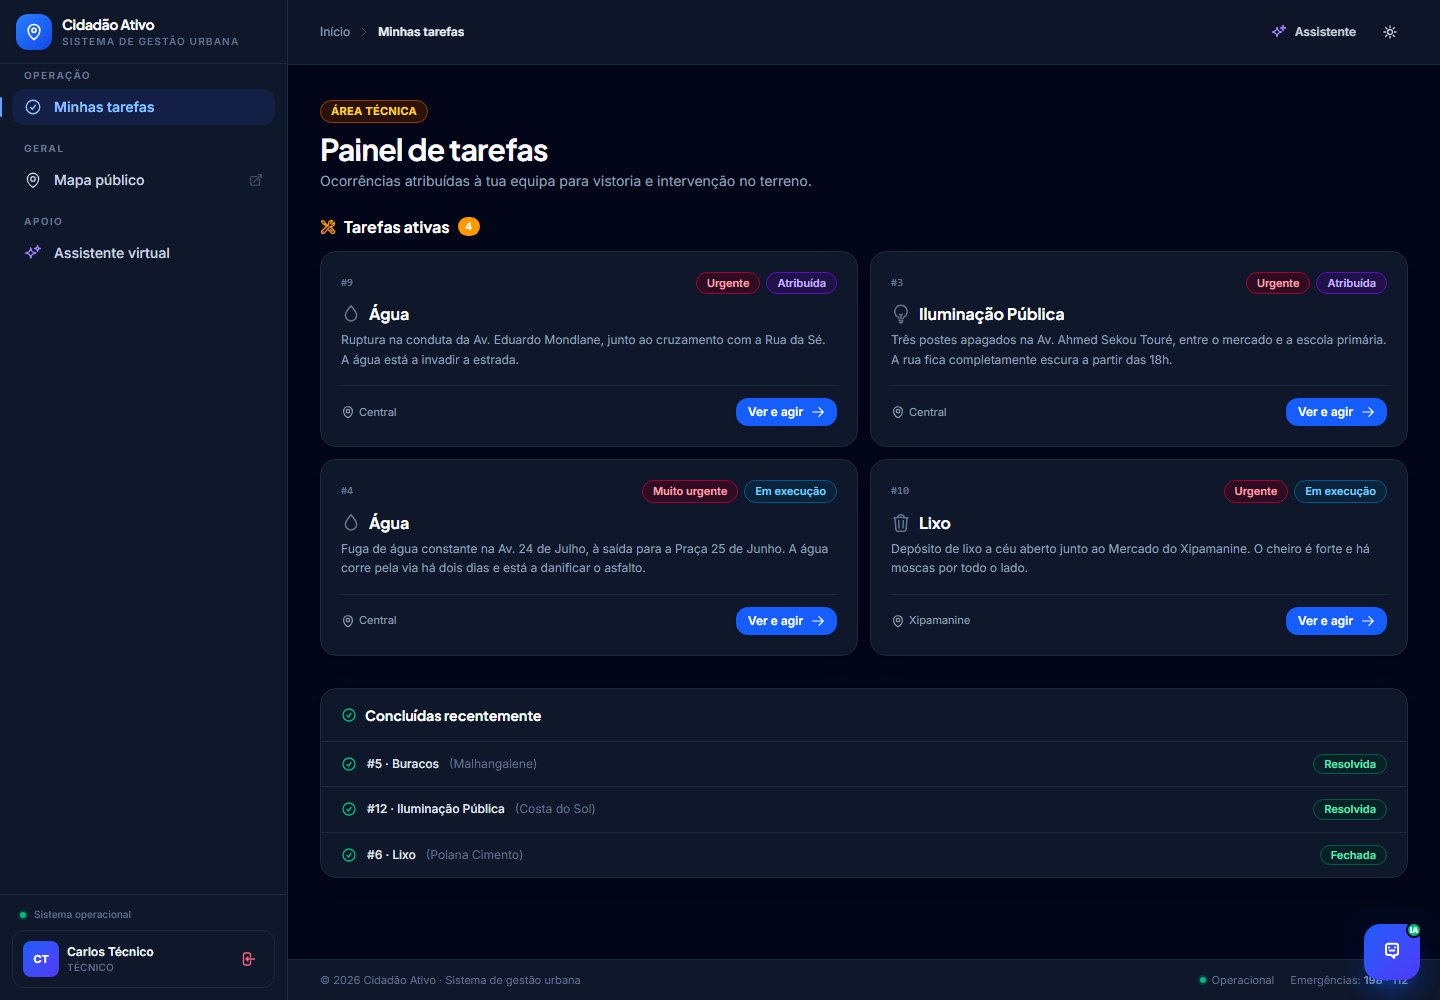 Cidadão Ativo
SISTEMA DE GESTÃO URBANA
OPERAÇÃO
Minhas tarefas
GERAL
Mapa público
APOIO
Assistente virtual
Sistema operacional
CT
Carlos Técnico
TÉCNICO
Início
Minhas tarefas
Assistente
ÁREA TÉCNICA
Painel de tarefas
Ocorrências atribuídas à tua equipa para vistoria e intervenção no terreno.
Tarefas ativas 4
#9 Urgente Atribuída
Água
Ruptura na conduta da Av. Eduardo Mondlane, junto ao cruzamento com a Rua da Sé.
A água está a invadir a estrada.
Central Ver e agir
#3 Urgente Atribuída
Iluminação Pública
Três postes apagados na Av. Ahmed Sekou Touré, entre o mercado e a escola primária.
A rua fica completamente escura a partir das 18h.
Central Ver e agir
#4 Muito urgente Em execução
Água
Fuga de água constante na Av. 24 de Julho, à saída para a Praça 25 de Junho. A água
corre pela via há dois dias e está a danificar o asfalto.
Central Ver e agir
#10 Urgente Em execução
Lixo
Depósito de lixo a céu aberto junto ao Mercado do Xipamanine. O cheiro é forte e há
moscas por todo o lado.
Xipamanine Ver e agir
Concluídas recentemente
#5 · Buracos (Malhangalene) Resolvida
#12 · Iluminação Pública (Costa do Sol) Resolvida
#6 · Lixo (Polana Cimento) Fechada
IA
© 2026 Cidadão Ativo · Sistema de gestão urbana
Operacional Emergências: